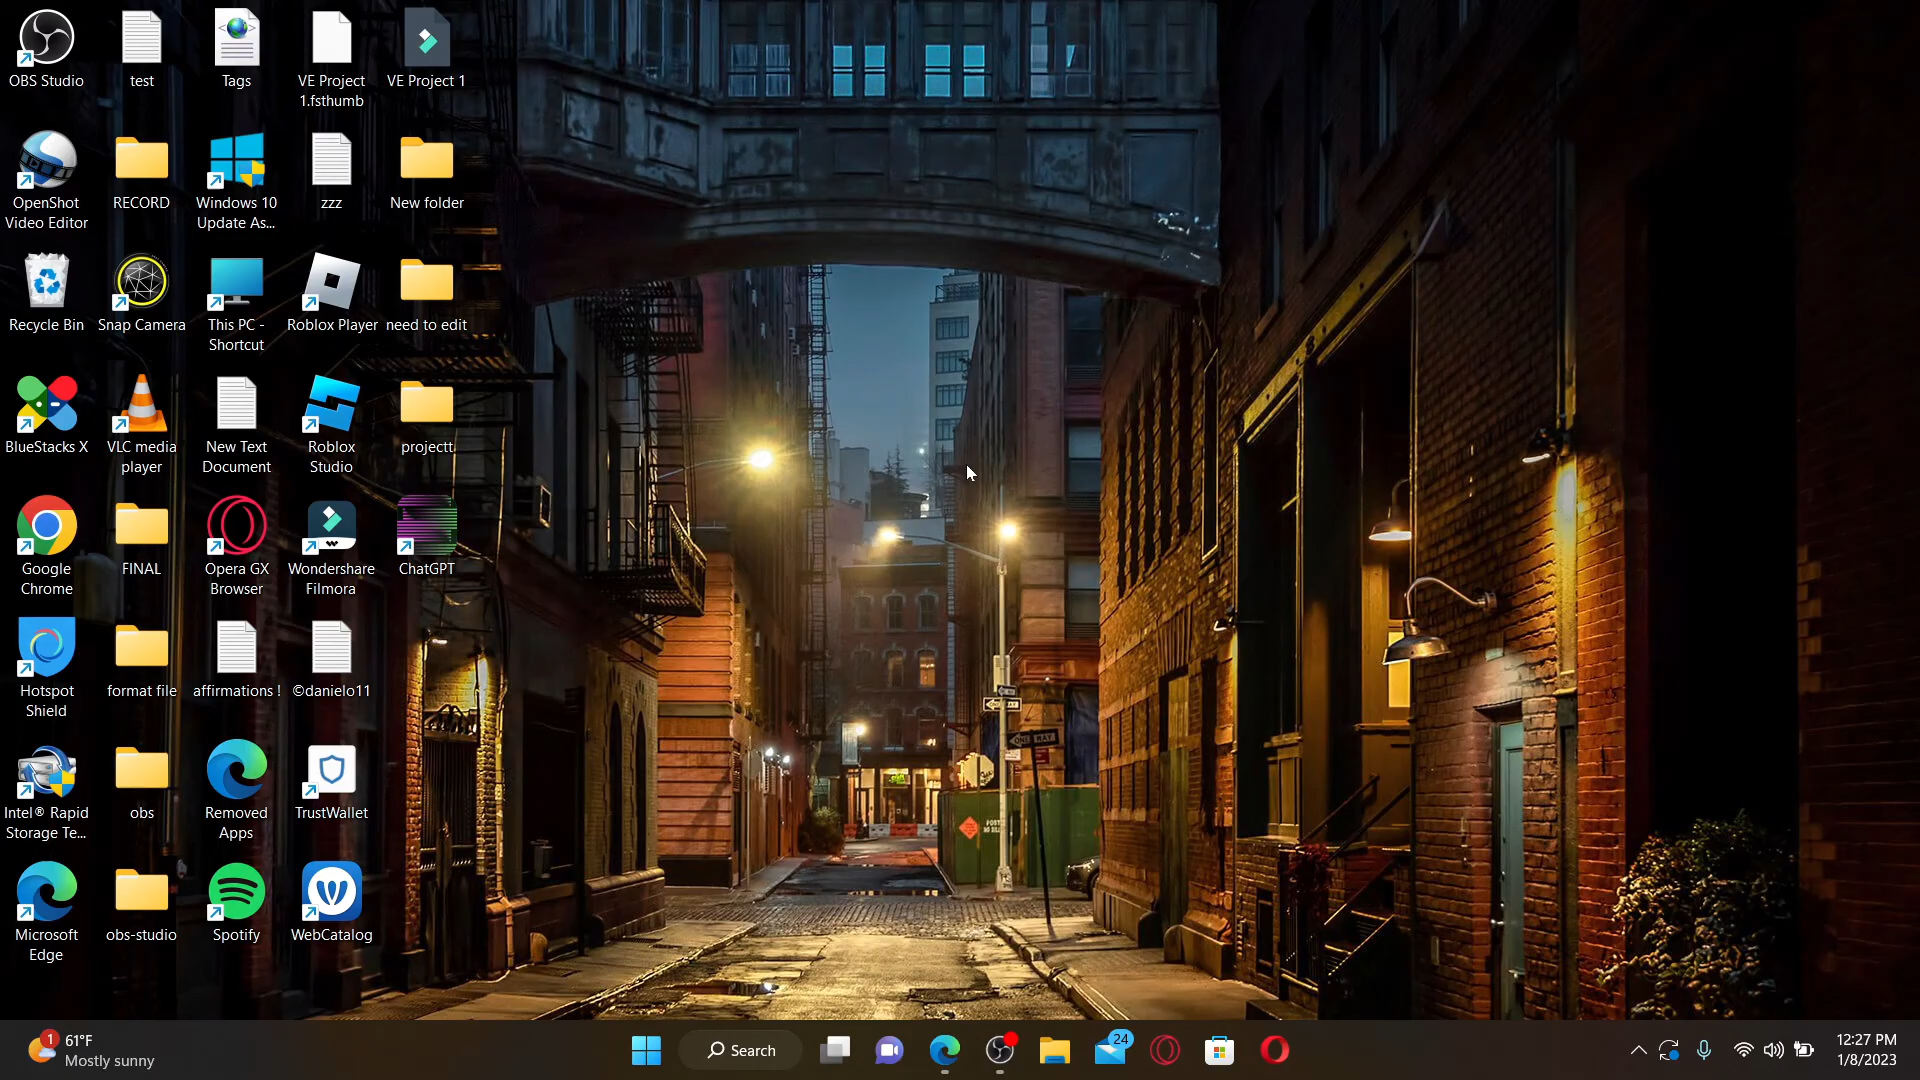 OBS Studio
test
Tags
VE Project
1.fsthumb
VE Project 1
OpenShot
Video Editor
RECORD
Windows 10
Update As...
zzz
New folder
Recycle Bin
Snap Camera
This PC -
Shortcut
Roblox Player
need to edit
BlueStacks X
VLC media
player
New Text
Document
Roblox
Studio
projectt
Google
Chrome
FINAL
Opera GX
Browser
Wondershare
Filmora
ChatGPT
Hotspot
Shield
format file
affirmations !
©danielo11
Intel® Rapid
Storage Te...
obs
Removed
Apps
TrustWallet
Microsoft
Edge
obs-studio
Spotify
WebCatalog
ONE WAY
1
61°F
Mostly sunny
Search
24
12:27 PM
1/8/2023